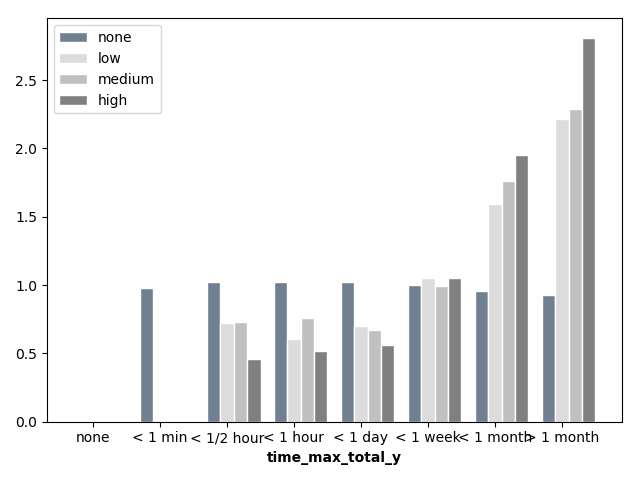 none
low
medium
high
2.5
2.0
1.5
1.0
0.5
0.0
none < 1 min < 1/2 hour < 1 hour < 1 day < 1 week < 1 month > 1 month
time_max_total_y